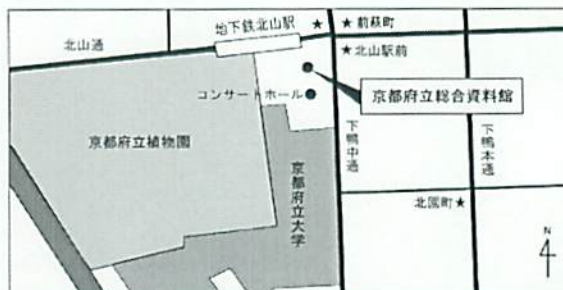 地下鉄北山駅
★
★前萩町
北山通
★北山駅前
コンサートホール
京都府立総合資料館
京都府立植物園
下鴨中通
下鴨本通
京都府立大学
北園町★
N